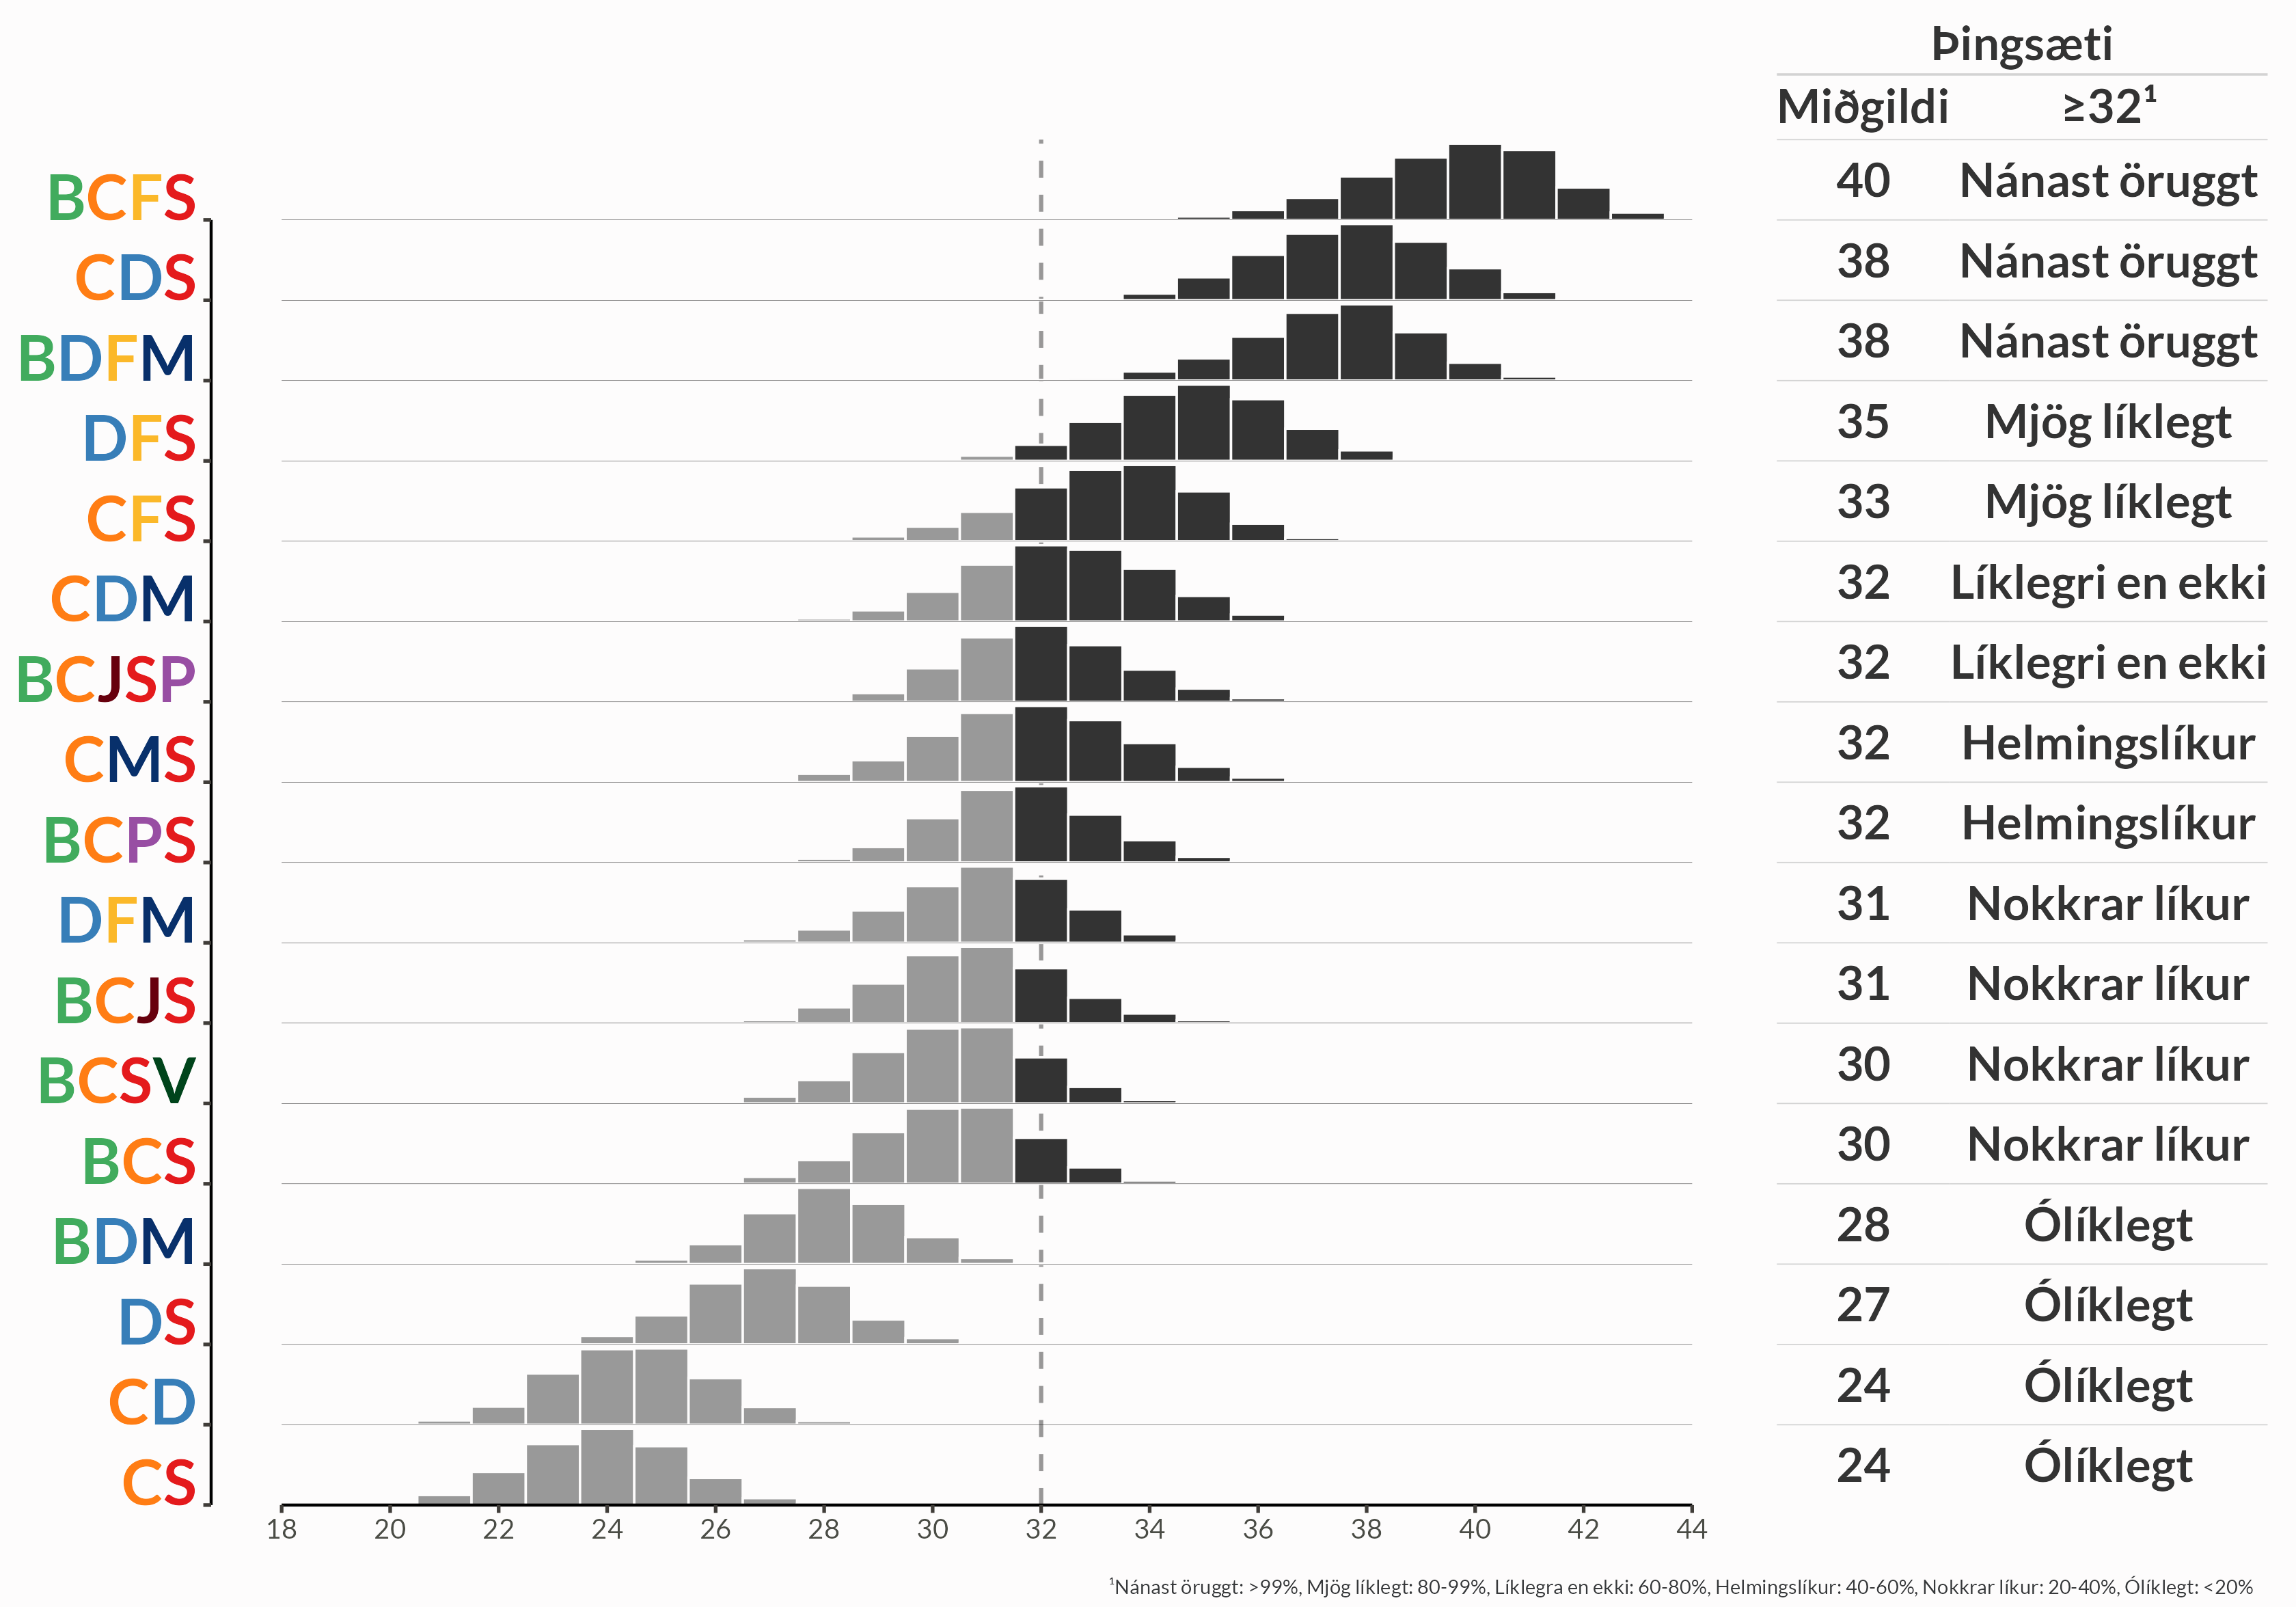 Þingsæti
Miðgildi ≥32¹
BCFS 40 Nánast öruggt
CDS 38 Nánast öruggt
BDFM 38 Nánast öruggt
DFS 35 Mjög líklegt
CFS 33 Mjög líklegt
CDM 32 Líklegri en ekki
BCJSP 32 Líklegri en ekki
CMS 32 Helmingslíkur
BCPS 32 Helmingslíkur
DFM 31 Nokkrar líkur
BCJS 31 Nokkrar líkur
BCSV 30 Nokkrar líkur
BCS 30 Nokkrar líkur
BDM 28 Ólíklegt
DS 27 Ólíklegt
CD 24 Ólíklegt
CS 24 Ólíklegt
18 20 22 24 26 28 30 32 34 36 38 40 42 44
¹Nánast öruggt: >99%, Mjög líklegt: 80-99%, Líklegra en ekki: 60-80%, Helmingslíkur: 40-60%, Nokkrar líkur: 20-40%, Ólíklegt: <20%